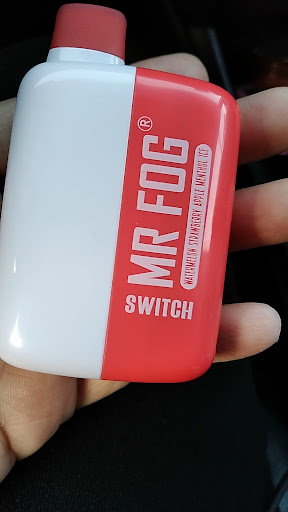 MR FOG®
WATERMELON STRAWBERRY APPLE MENTHOL ICE
SWITCH